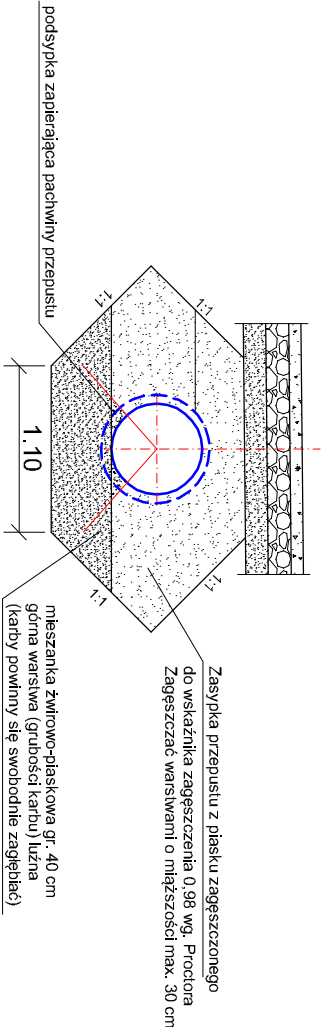 Zasypka przepustu z piasku zagęszczonego
do wskaźnika zagęszczenia 0,98 wg. Proctora
Zagęszczać warstwami o miąższości max. 30 cm
1:1
1:1
1:1
1:1
podsypka zapierająca pachwiny przepustu
1.10
mieszanka żwirowo-piaskowa gr. 40 cm
górna warstwa (grubości karbu) luźna
(karby powinny się swobodnie zagłębiać)